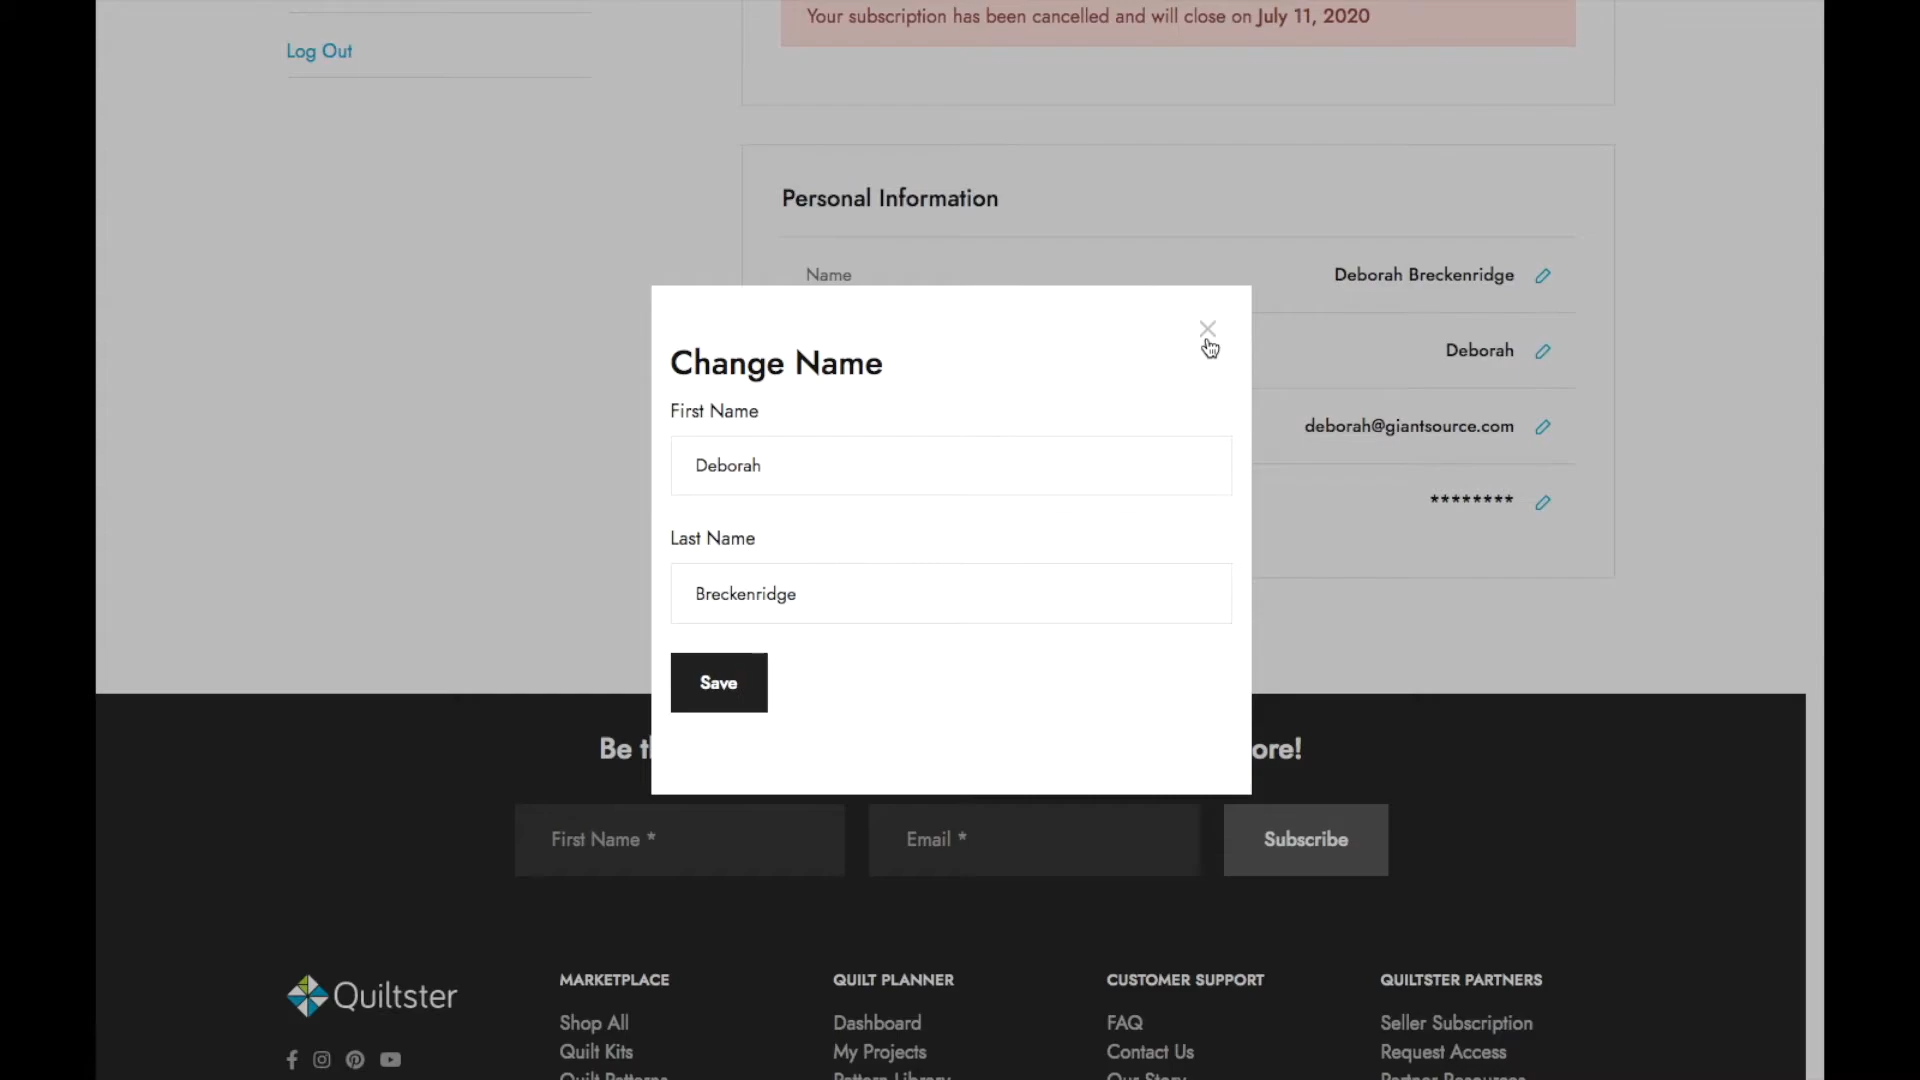 Your subscription has been cancelled and will close on July 11, 2020
Log Out
Personal Information
Name
Deborah Breckenridge
Deborah
deborah@giantsource.com
********
Change Name
First Name
Deborah
Last Name
Breckenridge
Save
Be
ore!
First Name *
Email *
Subscribe
Quiltster
MARKETPLACE
Shop All
Quilt Kits
Quilt Patterns
QUILT PLANNER
Dashboard
My Projects
Pattern Library
CUSTOMER SUPPORT
FAQ
Contact Us
Our Story
QUILTSTER PARTNERS
Seller Subscription
Request Access
Partner Resources